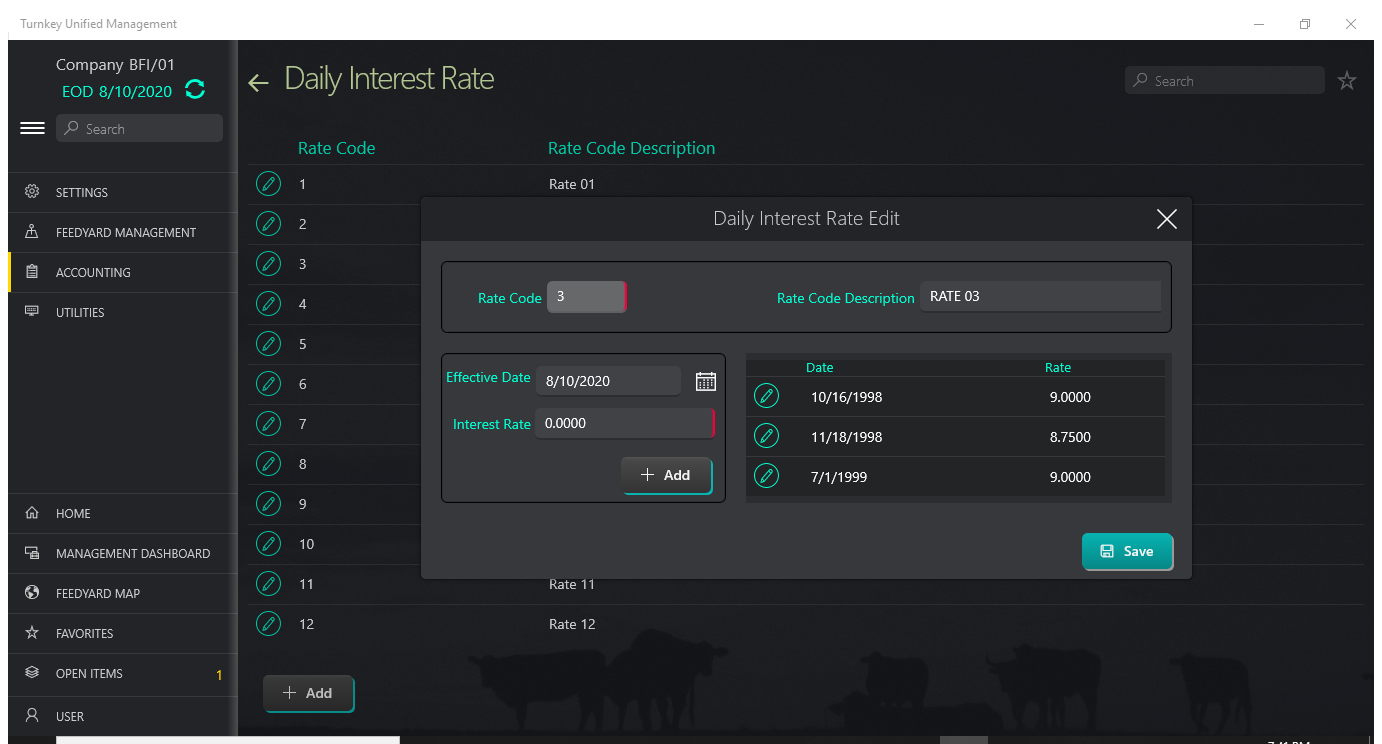 Turnkey Unified Management
Company BFI/01
EOD 8/10/2020
Search
SETTINGS
FEEDYARD MANAGEMENT
ACCOUNTING
UTILITIES
HOME
MANAGEMENT DASHBOARD
FEEDYARD MAP
FAVORITES
OPEN ITEMS 1
USER
Daily Interest Rate
Search
Rate Code Rate Code Description
1 Rate 01
2
3
4
5
6
7
8
9
10
11 Rate 11
12 Rate 12
Add
Daily Interest Rate Edit
Rate Code 3 Rate Code Description RATE 03
Effective Date 8/10/2020
Interest Rate 0.0000
Add
Date Rate
10/16/1998 9.0000
11/18/1998 8.7500
7/1/1999 9.0000
Save